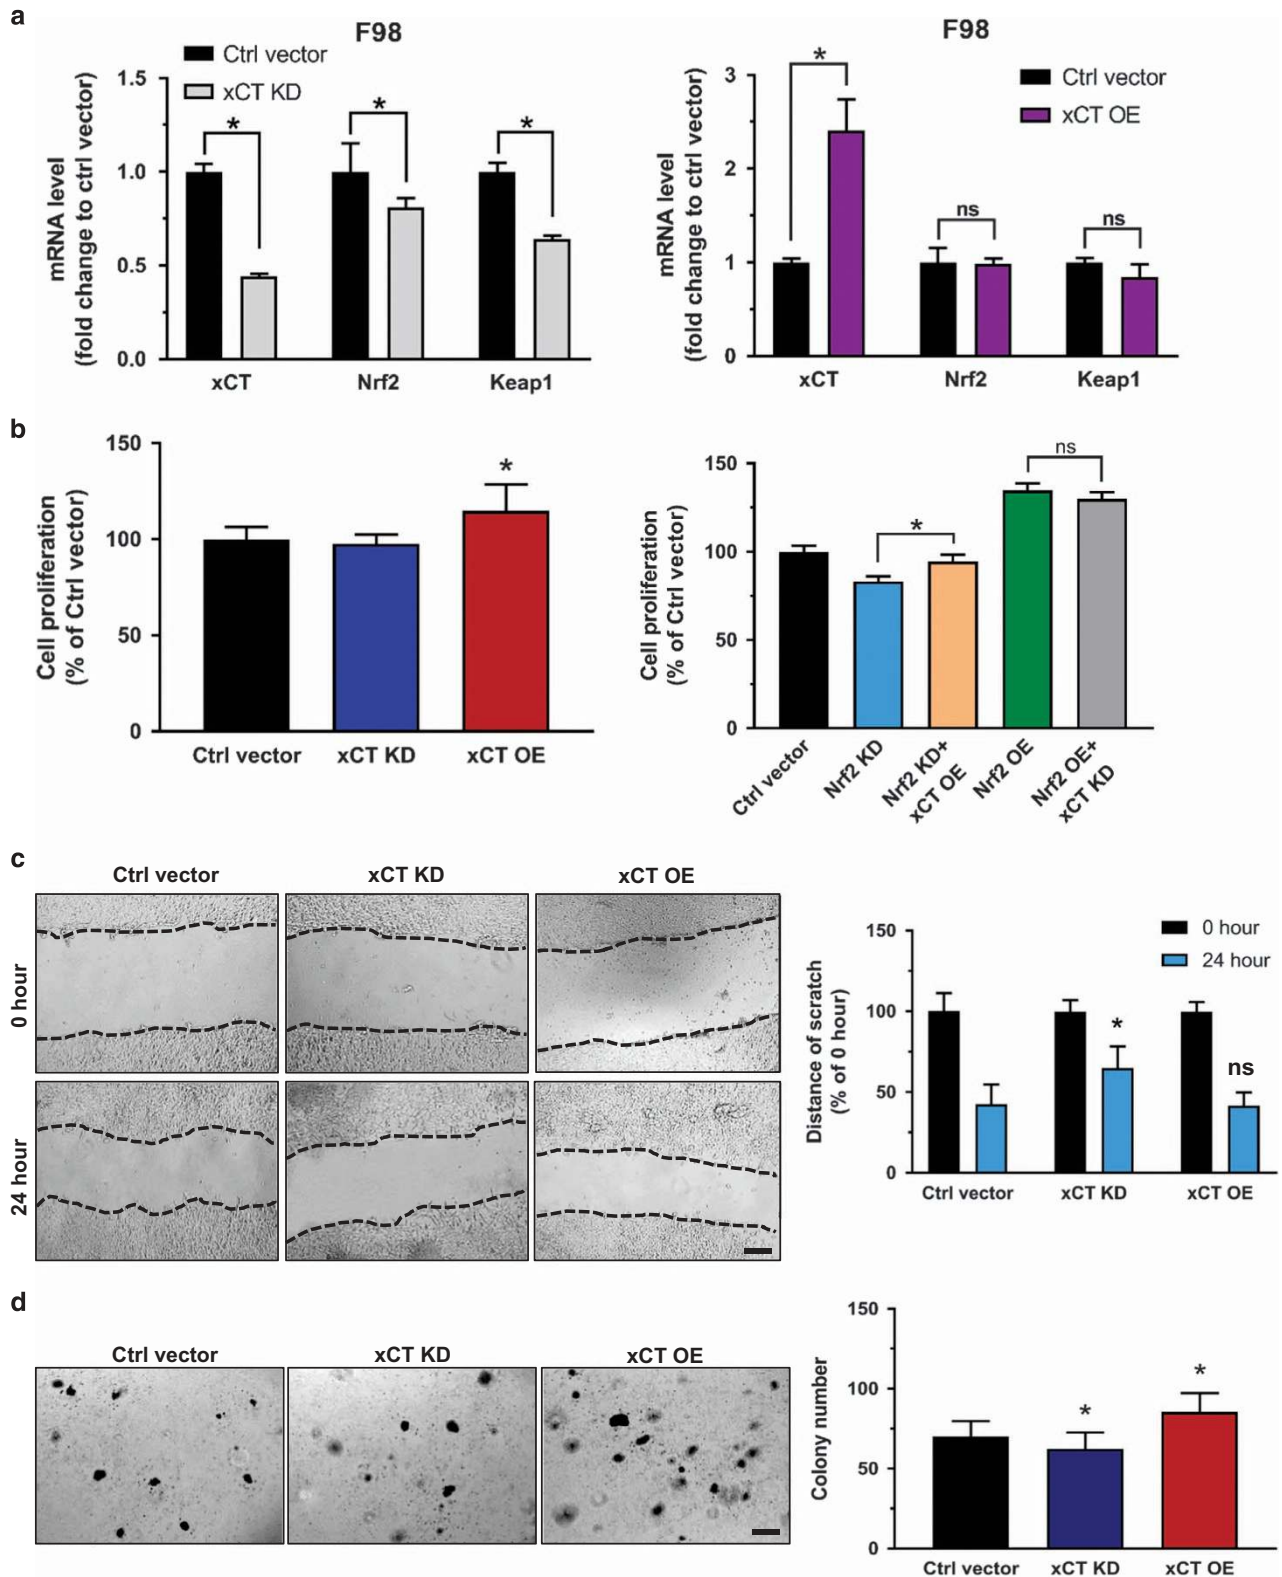 a
F98
Ctrl vector
xCT KD
mRNA level
(fold change to ctrl vector)
1.5
1.0
0.5
0.0
*
*
*
xCT
Nrf2
Keap1
F98
Ctrl vector
xCT OE
mRNA level
(fold change to ctrl vector)
3
2
1
0
*
ns
ns
xCT
Nrf2
Keap1
b
Cell proliferation
(% of Ctrl vector)
150
100
50
0
*
Ctrl vector
xCT KD
xCT OE
Cell proliferation
(% of Ctrl vector)
150
100
50
0
*
ns
Ctrl vector
Nrf2 KD
Nrf2 KD+
xCT OE
Nrf2 OE
Nrf2 OE+
xCT KD
c
Ctrl vector
xCT KD
xCT OE
0 hour
24 hour
Distance of scratch
(% of 0 hour)
150
100
50
0
0 hour
24 hour
*
ns
Ctrl vector
xCT KD
xCT OE
d
Ctrl vector
xCT KD
xCT OE
Colony number
150
100
50
0
*
*
Ctrl vector
xCT KD
xCT OE